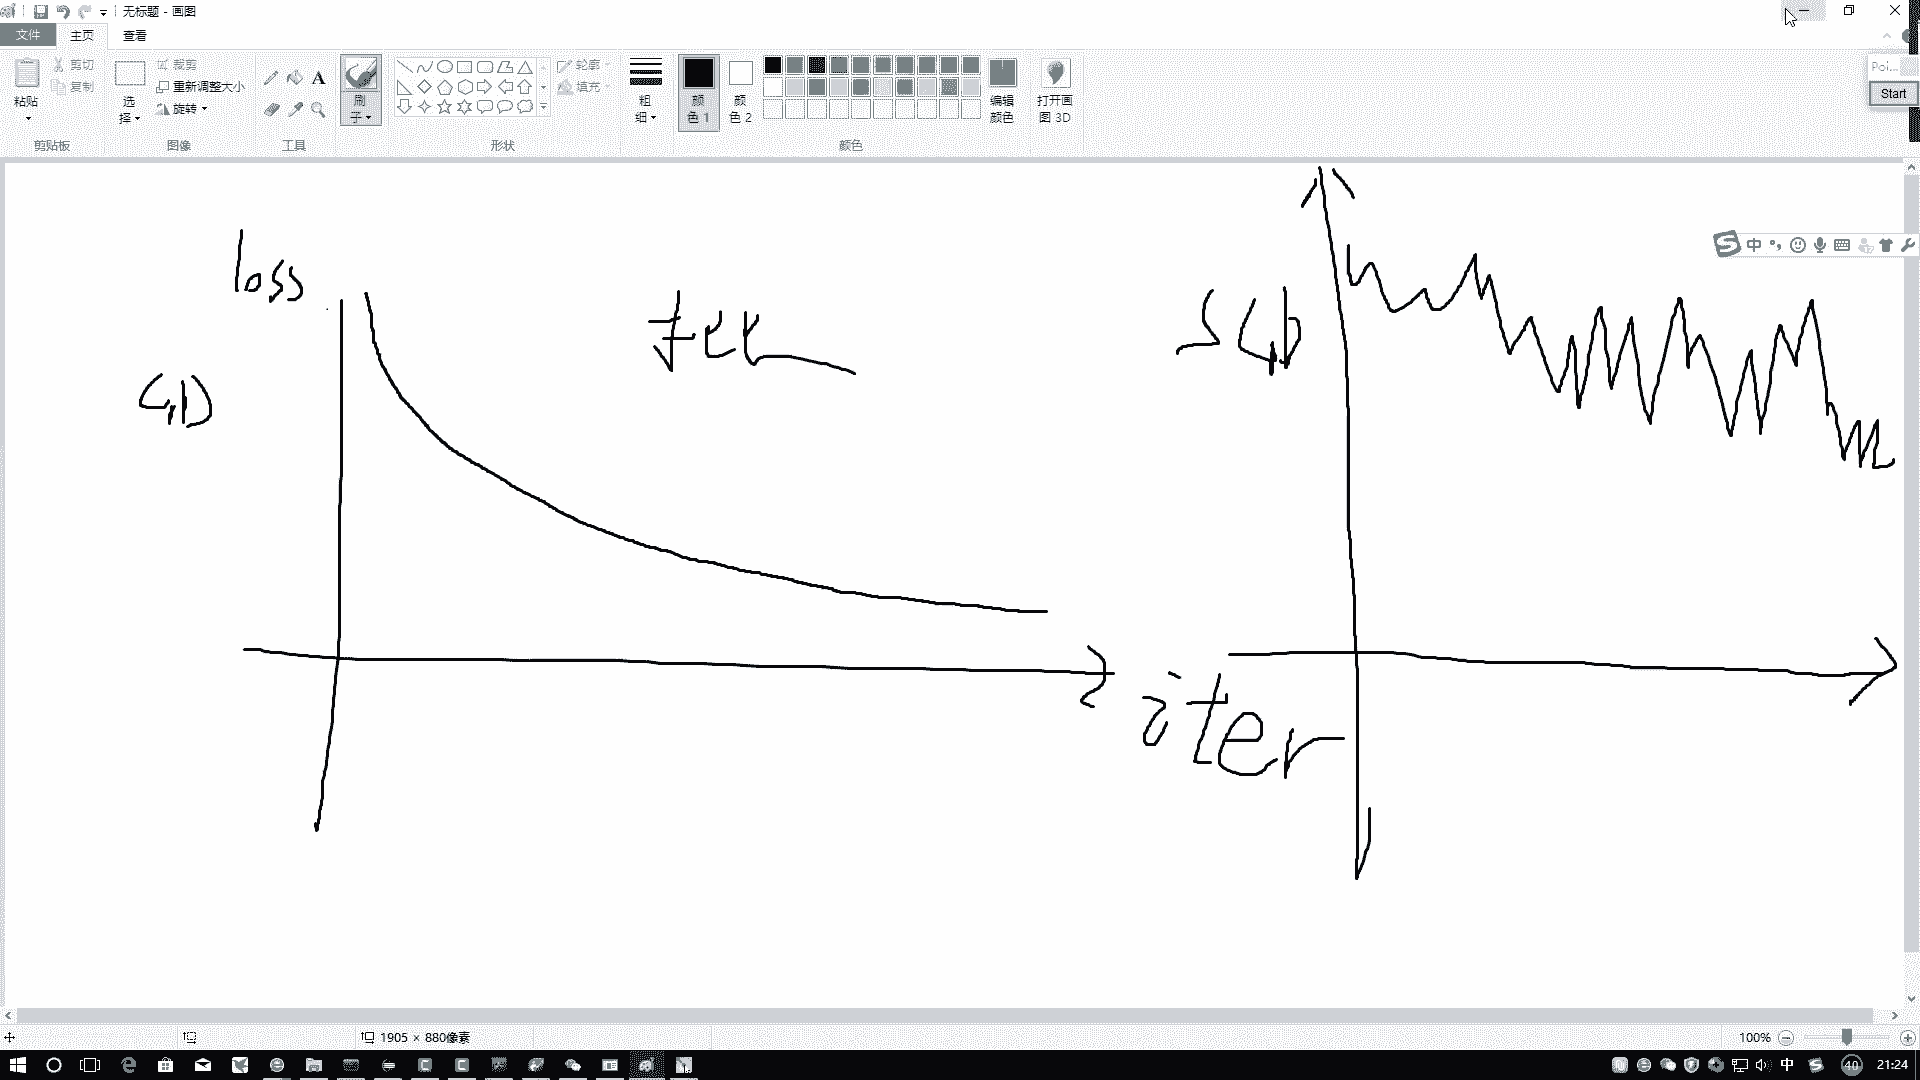 无标题 - 画图
文件 主页 查看
粘贴
剪切
复制
剪贴板
选择
裁剪
重新调整大小
旋转
图像
A
工具
刷子
形状
轮廓
填充
粗细
颜色 1
颜色 2
颜色
编辑颜色
打开画图 3D
Poi...
Start
中
loss
GD
SGD
iter
1905 × 880像素
100%
中
40
21:24